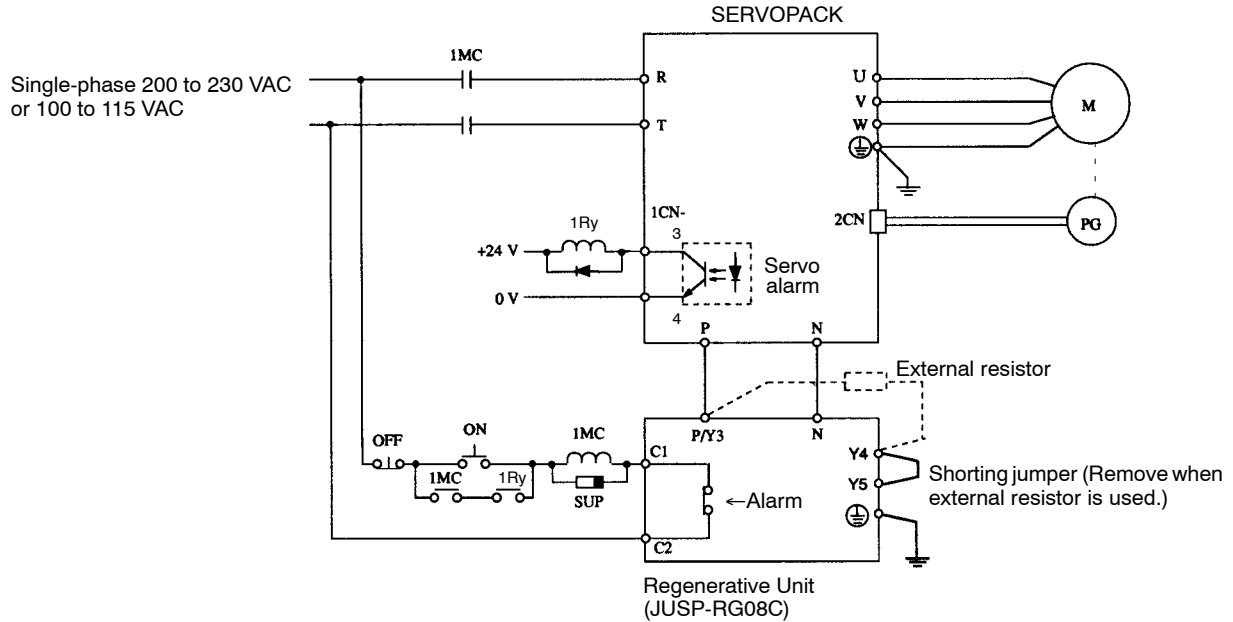 SERVOPACK
1MC
Single-phase 200 to 230 VAC
or 100 to 115 VAC
R
T
U
V
W
M
1CN-
3
1Ry
+24 V
0 V
4
Servo
alarm
2CN
PG
P
N
External resistor
P/Y3
N
OFF
ON
1MC
C1
1MC
1Ry
SUP
←Alarm
Y4
Y5
Shorting jumper (Remove when
external resistor is used.)
C2
Regenerative Unit
(JUSP-RG08C)